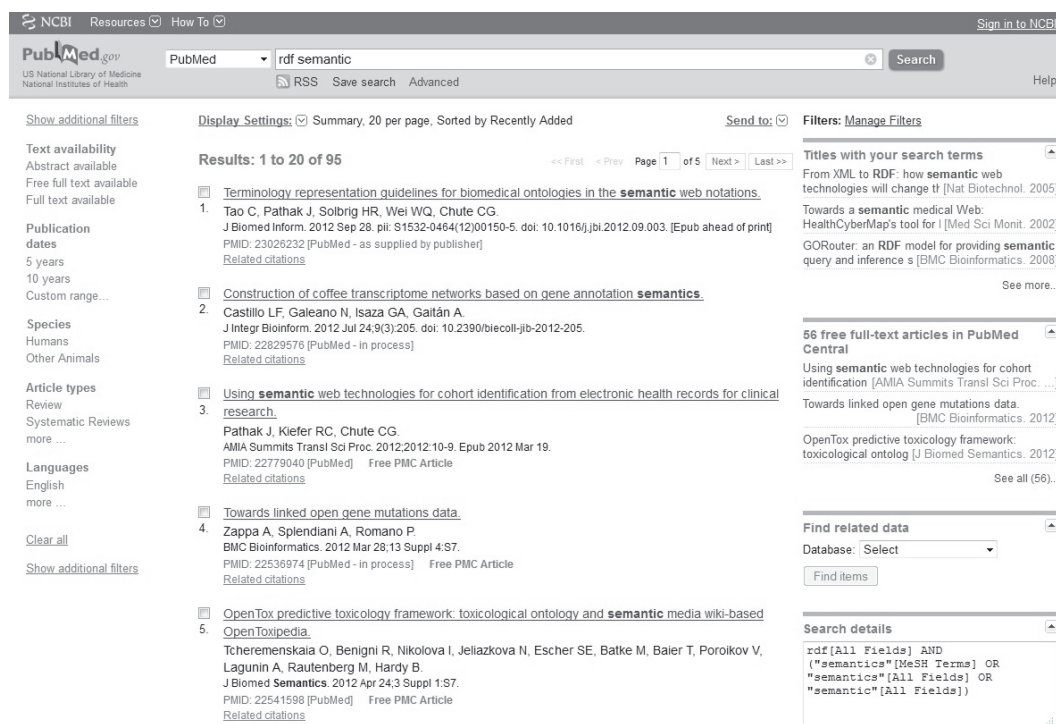 NCBI Resources How To Sign in to NCBI
PubMed.gov
US National Library of Medicine
National Institutes of Health
PubMed rdf semantic Search
RSS Save search Advanced
Help
Show additional filters
Text availability
Abstract available
Free full text available
Full text available
Publication
dates
5 years
10 years
Custom range...
Species
Humans
Other Animals
Article types
Review
Systematic Reviews
more ...
Languages
English
more ...
Clear all
Show additional filters
Display Settings: Summary, 20 per page, Sorted by Recently Added Send to:
Results: 1 to 20 of 95
<< First < Prev Page 1 of 5 Next > Last >>
Terminology representation guidelines for biomedical ontologies in the semantic web notations.
1. Tao C, Pathak J, Solbrig HR, Wei WQ, Chute CG.
J Biomed Inform. 2012 Sep 28. pii: S1532-0464(12)00150-5. doi: 10.1016/j.jbi.2012.09.003. [Epub ahead of print]
PMID: 23026232 [PubMed - as supplied by publisher]
Related citations
Construction of coffee transcriptome networks based on gene annotation semantics.
2. Castillo LF, Galeano N, Isaza GA, Gaitán A.
J Integr Bioinform. 2012 Jul 24;9(3):205. doi: 10.2390/biecoll-jib-2012-205.
PMID: 22829576 [PubMed - in process]
Related citations
Using semantic web technologies for cohort identification from electronic health records for clinical
3. research.
Pathak J, Kiefer RC, Chute CG.
AMIA Summits Transl Sci Proc. 2012;2012:10-9. Epub 2012 Mar 19.
PMID: 22779040 [PubMed] Free PMC Article
Related citations
Towards linked open gene mutations data.
4. Zappa A, Splendiani A, Romano P.
BMC Bioinformatics. 2012 Mar 28;13 Suppl 4:S7.
PMID: 22536974 [PubMed - in process] Free PMC Article
Related citations
OpenTox predictive toxicology framework: toxicological ontology and semantic media wiki-based
5. OpenToxipedia.
Tcheremenskaia O, Benigni R, Nikolova I, Jeliazkova N, Escher SE, Batke M, Baier T, Poroikov V,
Lagunin A, Rautenberg M, Hardy B.
J Biomed Semantics. 2012 Apr 24;3 Suppl 1:S7.
PMID: 22541598 [PubMed] Free PMC Article
Related citations
Filters: Manage Filters
Titles with your search terms
From XML to RDF: how semantic web
technologies will change th [Nat Biotechnol. 2005]
Towards a semantic medical Web:
HealthCyberMap's tool for l [Med Sci Monit. 2002]
GORouter: an RDF model for providing semantic
query and inference s [BMC Bioinformatics. 2008]
See more...
56 free full-text articles in PubMed
Central
Using semantic web technologies for cohort
identification [AMIA Summits Transl Sci Proc. ...]
Towards linked open gene mutations data.
[BMC Bioinformatics. 2012]
OpenTox predictive toxicology framework:
toxicological ontolog [J Biomed Semantics. 2012]
See all (56)...
Find related data
Database: Select
Find items
Search details
rdf[All Fields] AND
("semantics"[MeSH Terms] OR
"semantics"[All Fields] OR
"semantic"[All Fields])